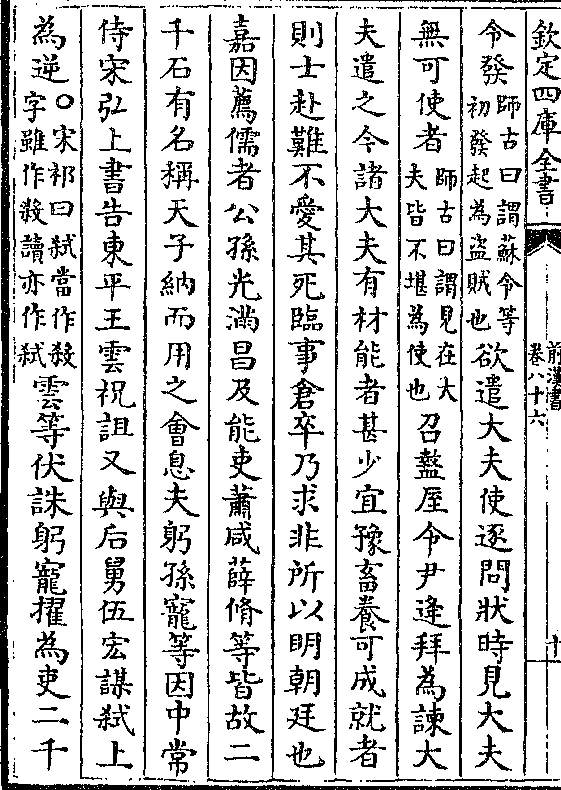 欽定四庫全書
前漢書
卷八十六
十
令發師古曰謂蘇令等初發起為盜賊也欲遣大夫使逐問狀時見大夫
無可使者師古曰謂見在大夫皆不堪為使也召盩厔令尹逢拜為諫大
夫遣之今諸大夫有材能者甚少宜豫畜養可成就者
則士赴難不愛其死臨事倉卒乃求非所以明朝廷也
嘉因薦儒者公孫光滿昌及能吏蕭咸薛脩等皆故二
千石有名稱天子納而用之會息夫躬孫寵等因中常
侍宋弘上書告東平王雲祝詛又與后舅伍宏謀弒上
為逆○宋祁曰弒當作殺字雖作殺讀亦作弒雲等伏誅躬寵擢為吏二千